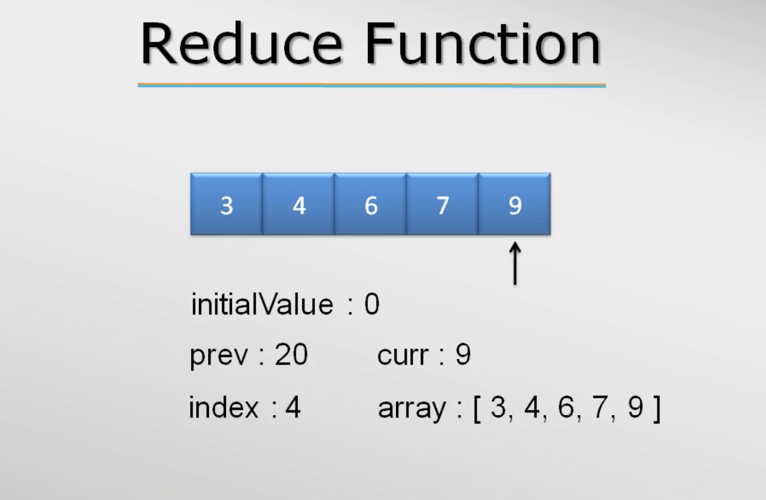 Reduce Function
3 4 6 7 9
initialValue : 0
prev : 20 curr : 9
index : 4 array : [ 3, 4, 6, 7, 9 ]